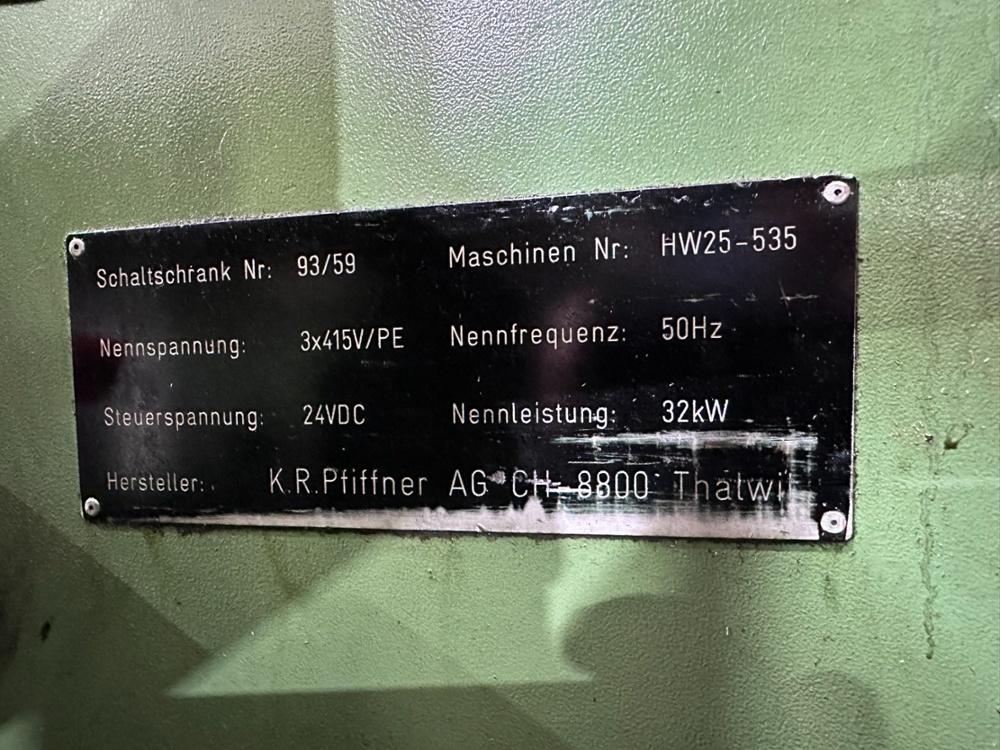 Schaltschrank Nr: 93/59 Maschinen Nr: HW25-535
Nennspannung: 3x415V/PE Nennfrequenz: 50Hz
Steuerspannung: 24VDC Nennleistung: 32kW
Hersteller: K.R.Pfiffner AG CH-8800 Thalwil